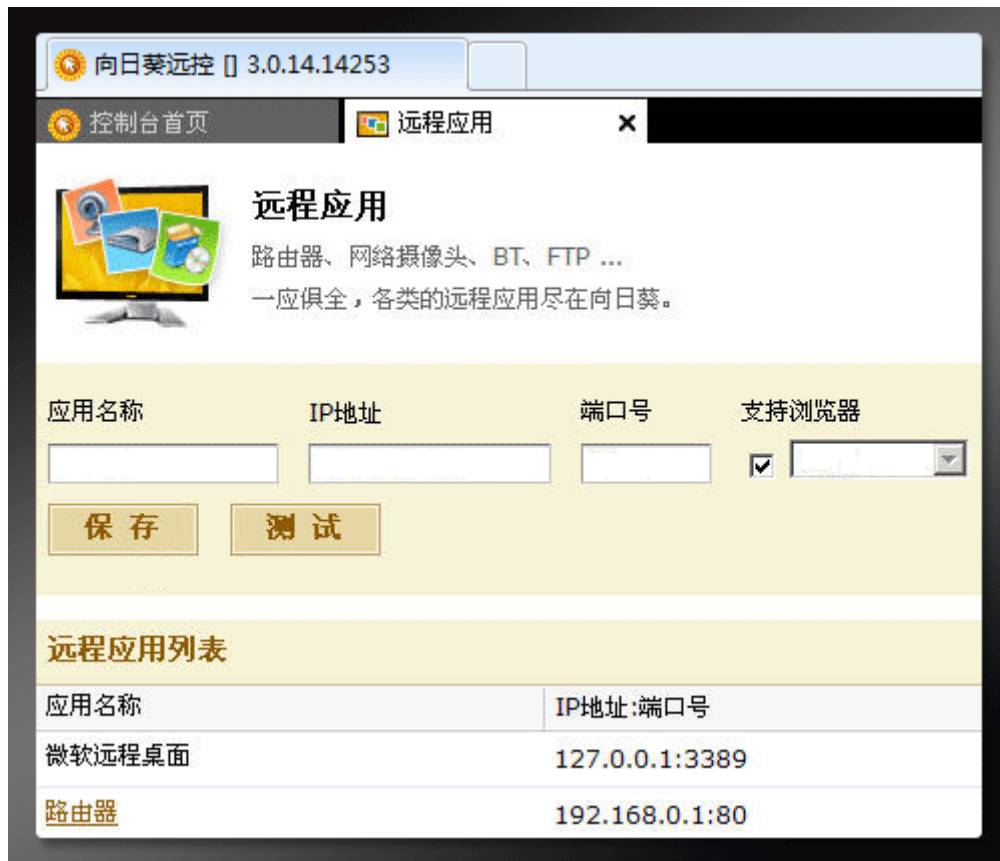 向日葵远控 [] 3.0.14.14253
控制台首页 远程应用
远程应用
路由器、网络摄像头、BT、FTP ...
一应俱全，各类的远程应用尽在向日葵。
应用名称 IP地址 端口号 支持浏览器
保 存 测 试
远程应用列表
应用名称 IP地址:端口号
微软远程桌面 127.0.0.1:3389
路由器 192.168.0.1:80